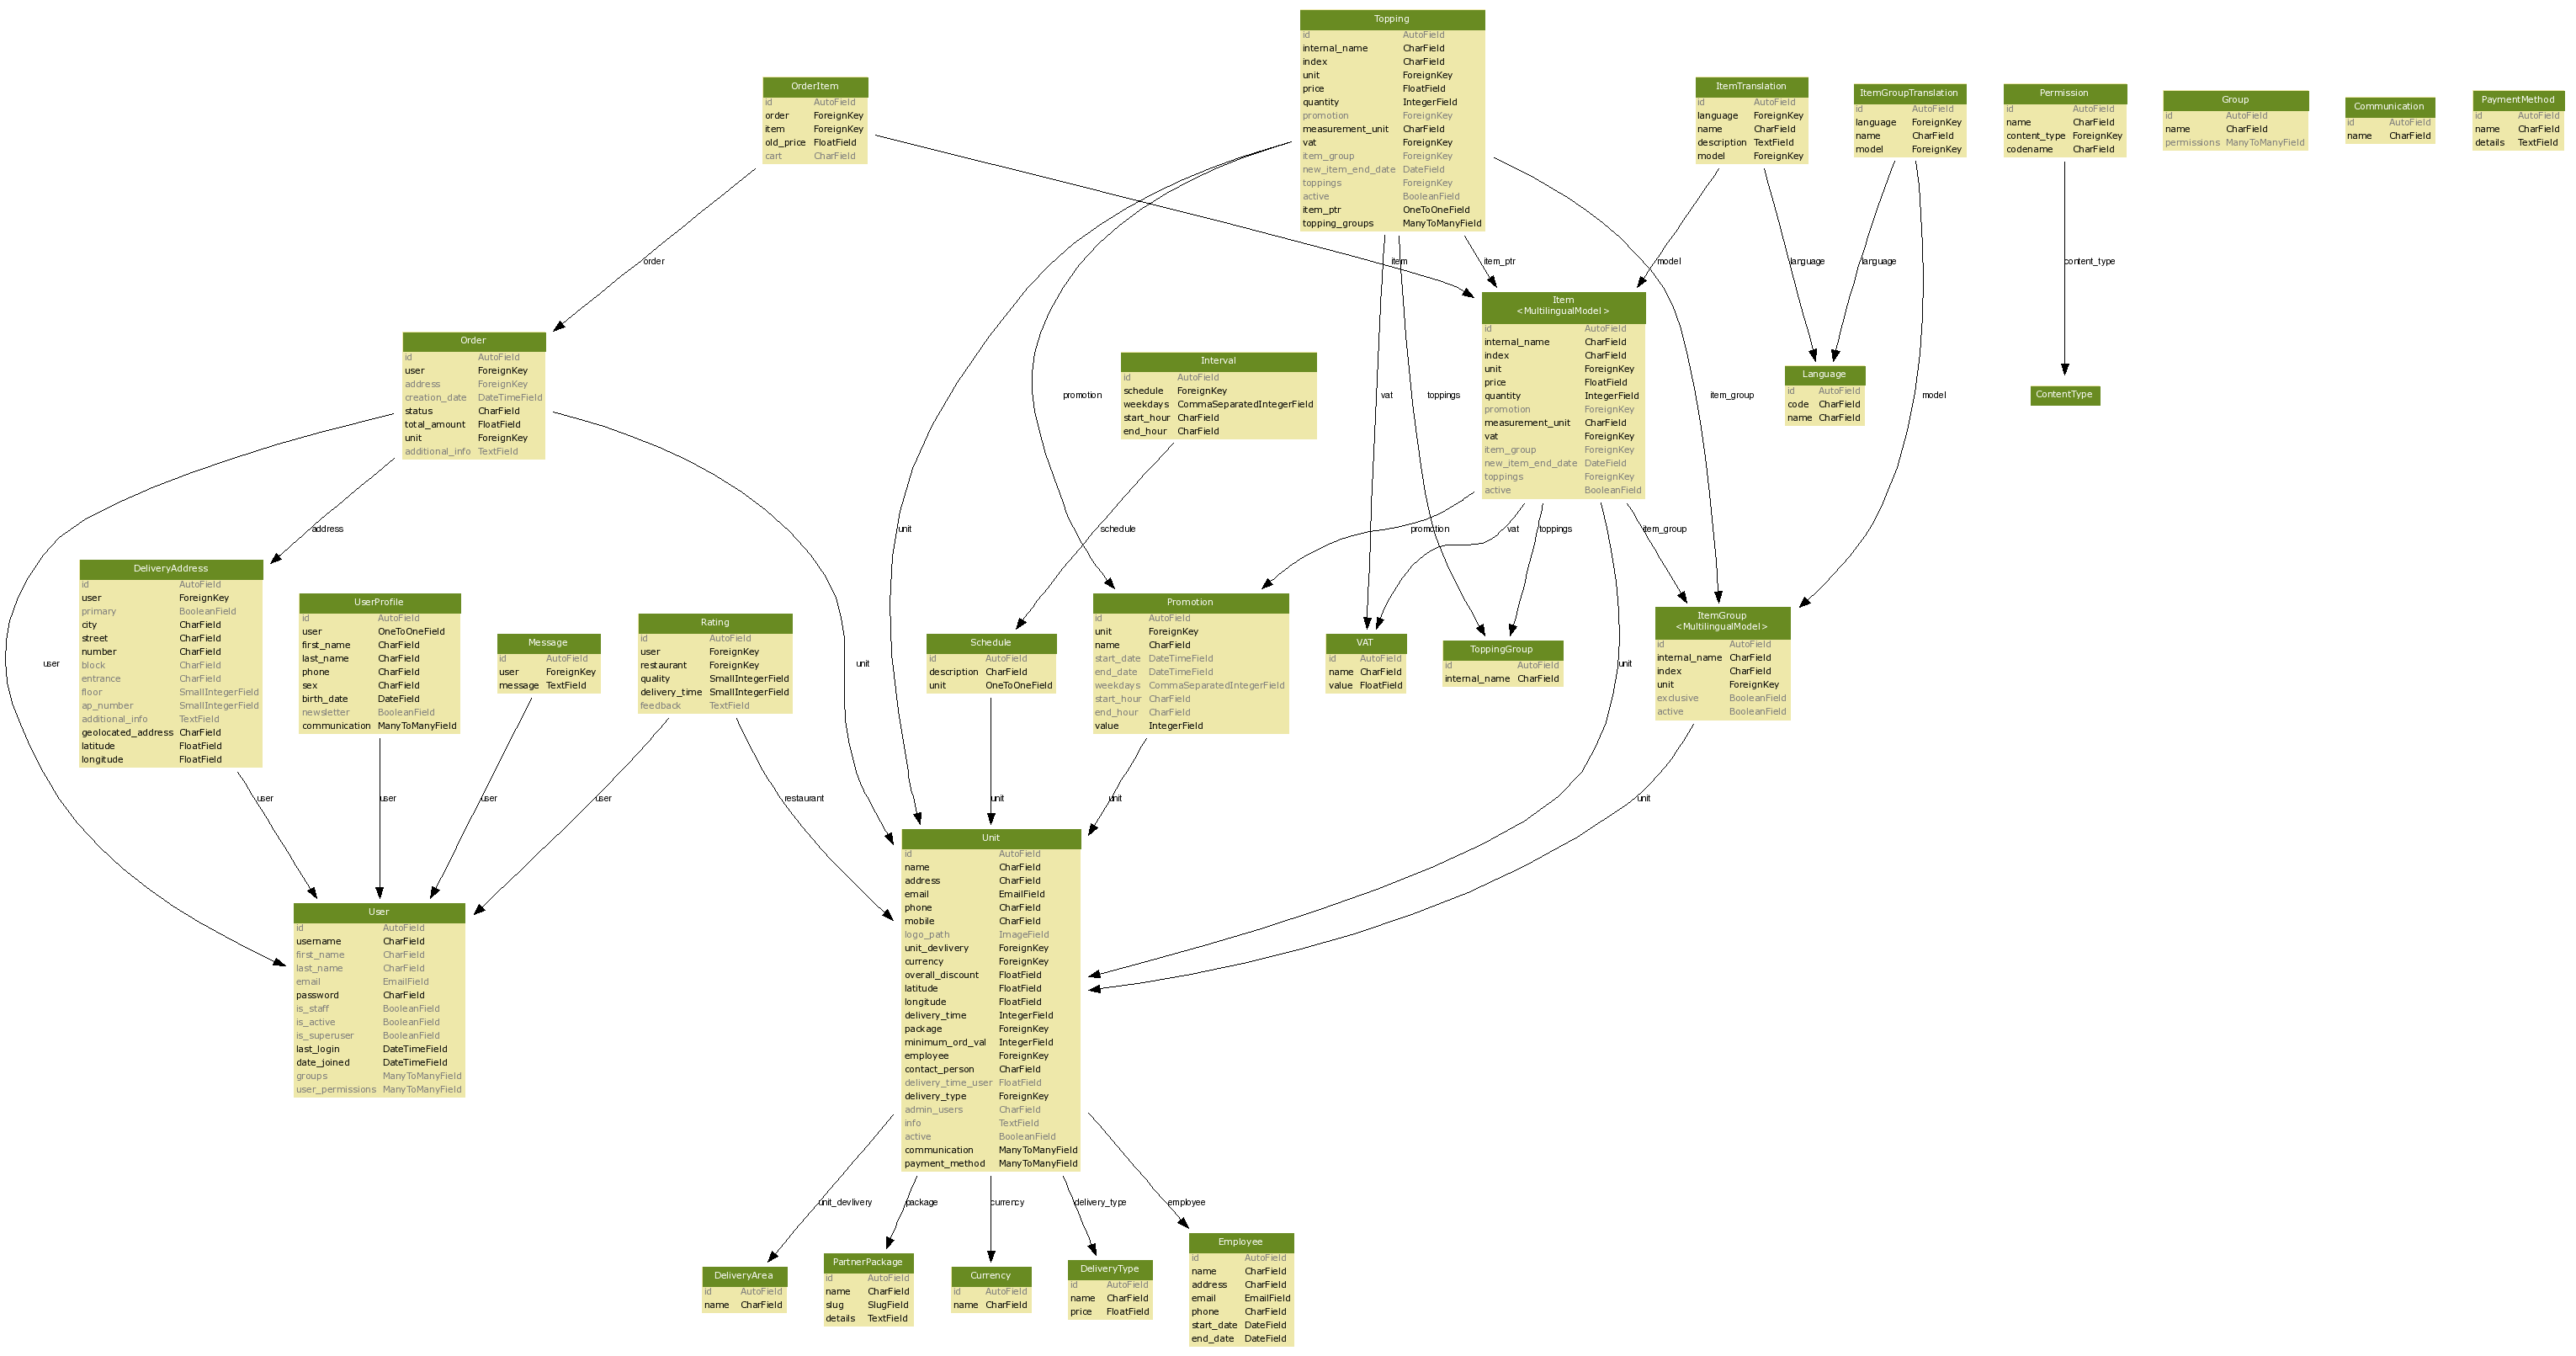 Topping
id AutoField
internal_name CharField
index CharField
unit ForeignKey
price FloatField
quantity IntegerField
promotion ForeignKey
measurement_unit CharField
vat ForeignKey
item_group ForeignKey
new_item_end_date DateField
toppings ForeignKey
active BooleanField
item_ptr OneToOneField
topping_groups ManyToManyField
OrderItem
id AutoField
order ForeignKey
item ForeignKey
old_price FloatField
cart CharField
ItemTranslation
id AutoField
language ForeignKey
name CharField
description TextField
model ForeignKey
ItemGroupTranslation
id AutoField
language ForeignKey
name CharField
model ForeignKey
Permission
id AutoField
name CharField
content_type ForeignKey
codename CharField
Group
id AutoField
name CharField
permissions ManyToManyField
Communication
id AutoField
name CharField
PaymentMethod
id AutoField
name CharField
details TextField
order
item
item_ptr
model
language
language
content_type
Item
<MultilingualModel>
id AutoField
internal_name CharField
index CharField
unit ForeignKey
price FloatField
quantity IntegerField
promotion ForeignKey
measurement_unit CharField
vat ForeignKey
item_group ForeignKey
new_item_end_date DateField
toppings ForeignKey
active BooleanField
Order
id AutoField
user ForeignKey
address ForeignKey
creation_date DateTimeField
status CharField
total_amount FloatField
unit ForeignKey
additional_info TextField
Interval
id AutoField
schedule ForeignKey
weekdays CommaSeparatedIntegerField
start_hour CharField
end_hour CharField
Language
id AutoField
code CharField
name CharField
ContentType
promotion
vat
toppings
item_group
model
address
unit
schedule
promotion
vat
toppings
item_group
DeliveryAddress
id AutoField
user ForeignKey
primary BooleanField
city CharField
street CharField
number CharField
block CharField
entrance CharField
floor SmallIntegerField
ap_number SmallIntegerField
additional_info TextField
geolocated_address CharField
latitude FloatField
longitude FloatField
UserProfile
id AutoField
user OneToOneField
first_name CharField
last_name CharField
phone CharField
sex CharField
birth_date DateField
newsletter BooleanField
communication ManyToManyField
Message
id AutoField
user ForeignKey
message TextField
Rating
id AutoField
user ForeignKey
restaurant ForeignKey
quality SmallIntegerField
delivery_time SmallIntegerField
feedback TextField
Schedule
id AutoField
description CharField
unit OneToOneField
Promotion
id AutoField
unit ForeignKey
name CharField
start_date DateTimeField
end_date DateTimeField
weekdays CommaSeparatedIntegerField
start_hour CharField
end_hour CharField
value IntegerField
VAT
id AutoField
name CharField
value FloatField
ToppingGroup
id AutoField
internal_name CharField
ItemGroup
<MultilingualModel>
id AutoField
internal_name CharField
index CharField
unit ForeignKey
exclusive BooleanField
active BooleanField
user
unit
unit
user
user
user
user
restaurant
unit
unit
unit
User
id AutoField
username CharField
first_name CharField
last_name CharField
email EmailField
password CharField
is_staff BooleanField
is_active BooleanField
is_superuser BooleanField
last_login DateTimeField
date_joined DateTimeField
groups ManyToManyField
user_permissions ManyToManyField
Unit
id AutoField
name CharField
address CharField
email EmailField
phone CharField
mobile CharField
logo_path ImageField
unit_devlivery ForeignKey
currency ForeignKey
overall_discount FloatField
latitude FloatField
longitude FloatField
delivery_time IntegerField
package ForeignKey
minimum_ord_val IntegerField
employee ForeignKey
contact_person CharField
delivery_time_user FloatField
delivery_type ForeignKey
admin_users CharField
info TextField
active BooleanField
communication ManyToManyField
payment_method ManyToManyField
unit_devlivery
package
currency
delivery_type
employee
DeliveryArea
id AutoField
name CharField
PartnerPackage
id AutoField
name CharField
slug SlugField
details TextField
Currency
id AutoField
name CharField
DeliveryType
id AutoField
name CharField
price FloatField
Employee
id AutoField
name CharField
address CharField
email EmailField
phone CharField
start_date DateField
end_date DateField